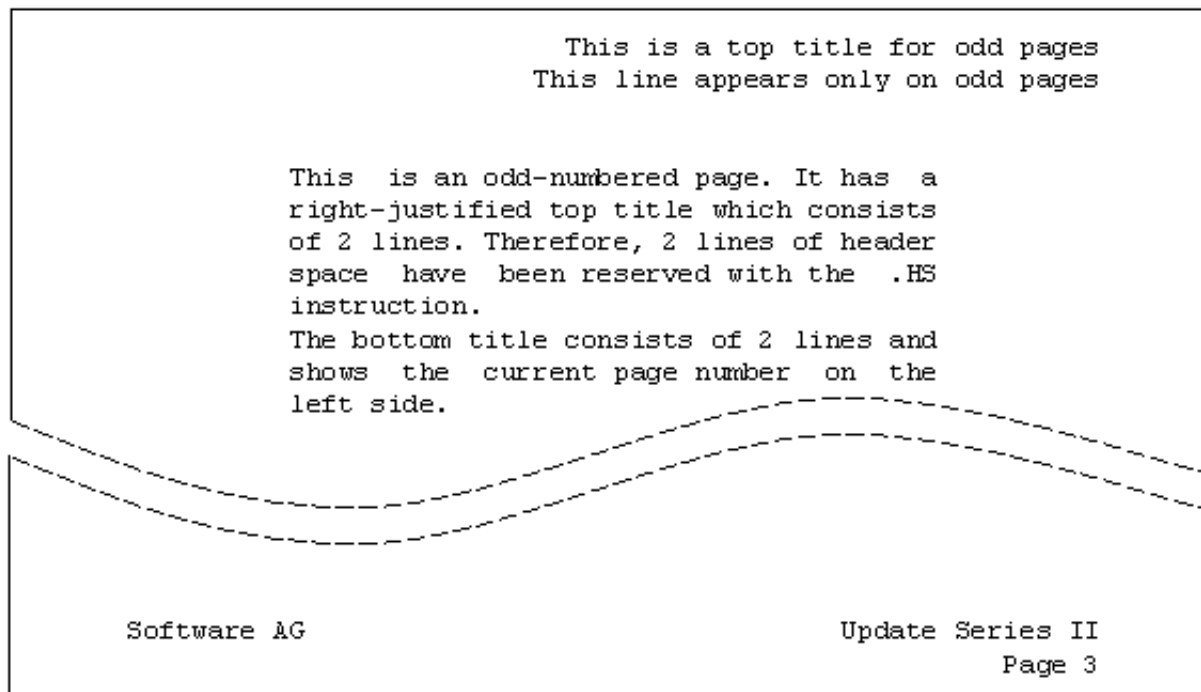 This is a top title for odd pages
This line appears only on odd pages
This is an odd-numbered page. It has a
right-justified top title which consists
of 2 lines. Therefore, 2 lines of header
space have been reserved with the .HS
instruction.
The bottom title consists of 2 lines and
shows the current page number on the
left side.
Software AG Update Series II
Page 3